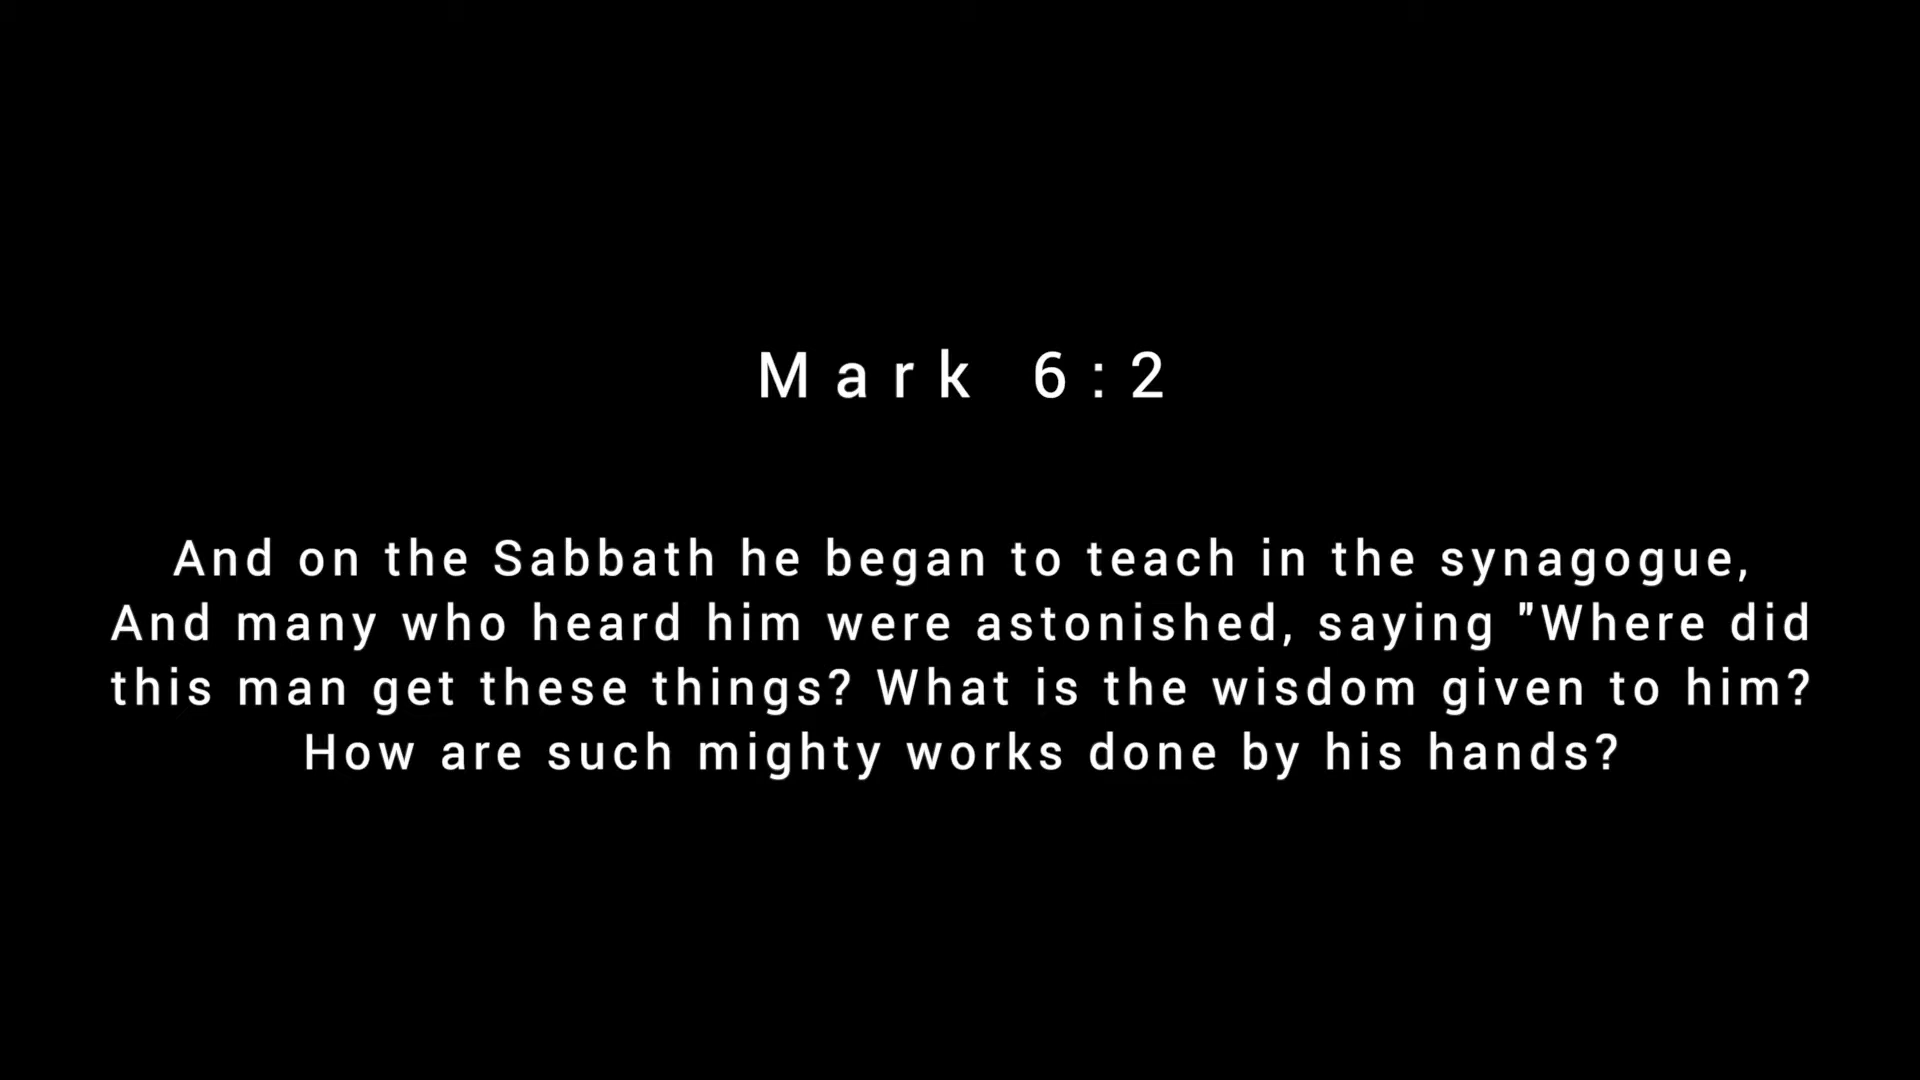 Mark 6:2
And on the Sabbath he began to teach in the synagogue,
And many who heard him were astonished, saying "Where did
this man get these things? What is the wisdom given to him?
How are such mighty works done by his hands?